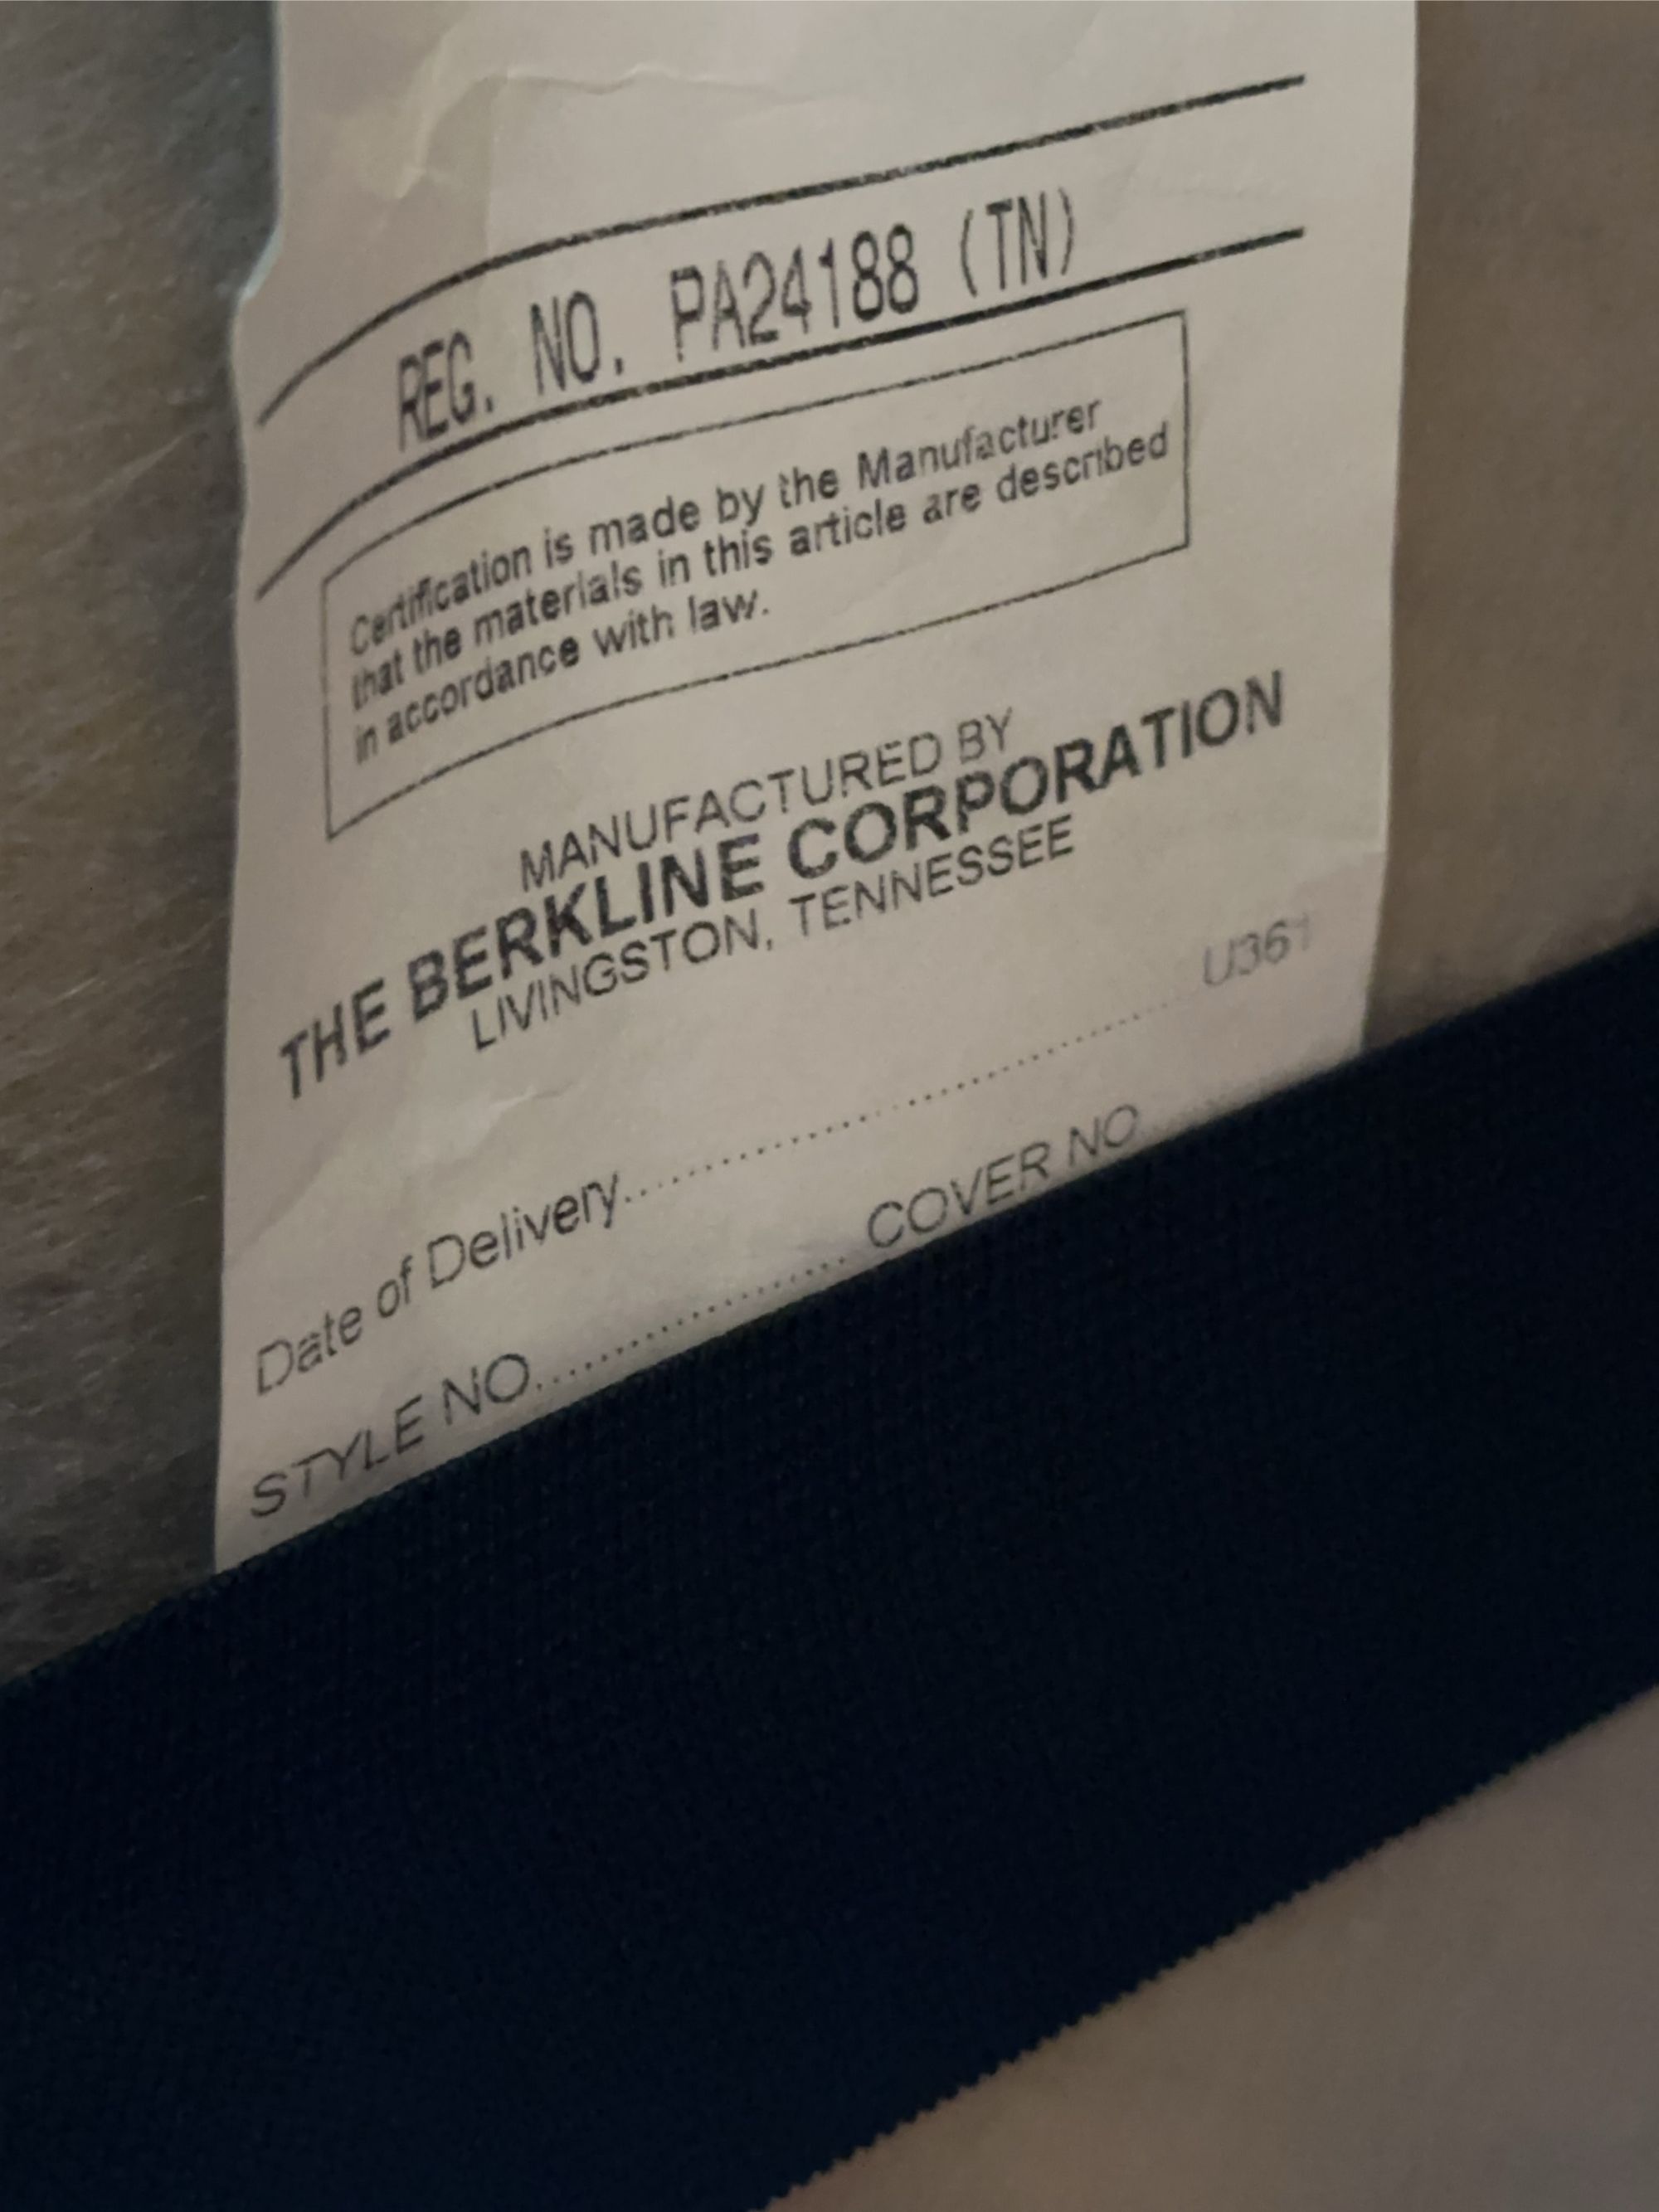 REG. NO. PA24188 (TN)
Certification is made by the Manufacturer
that the materials in this article are described
in accordance with law.
MANUFACTURED BY
THE BERKLINE CORPORATION
LIVINGSTON, TENNESSEE
U361
Date of Delivery....................................................
STYLE NO............................ COVER NO